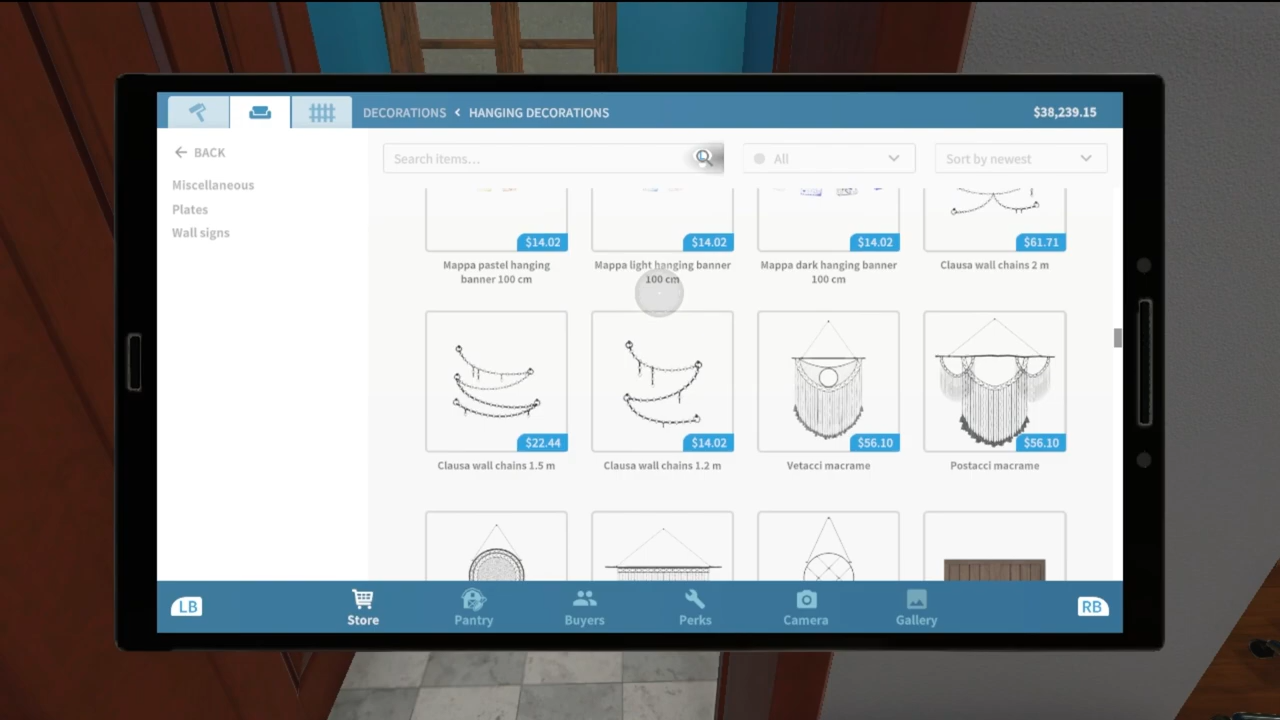 DECORATIONS < HANGING DECORATIONS
$38,239.15
BACK
Search items...
All
Sort by newest
Miscellaneous
Plates
Wall signs
$14.02
$14.02
$14.02
$61.71
Mappa pastel hanging
banner 100 cm
Mappa light hanging banner
100 cm
Mappa dark hanging banner
100 cm
Clausa wall chains 2 m
$22.44
$14.02
$56.10
$56.10
Clausa wall chains 1.5 m
Clausa wall chains 1.2 m
Vetacci macrame
Postacci macrame
LB
Store
Pantry
Buyers
Perks
Camera
Gallery
RB